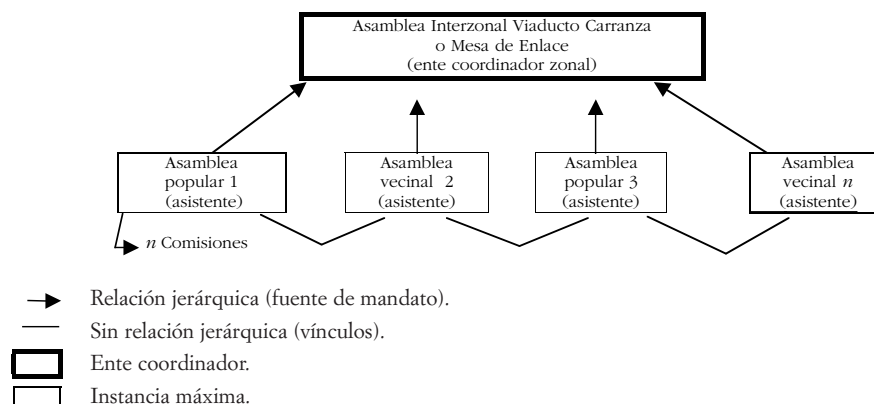 Asamblea Interzonal Viaducto Carranza
o Mesa de Enlace
(ente coordinador zonal)
Asamblea
popular 1
(asistente)
Asamblea
vecinal 2
(asistente)
Asamblea
popular 3
(asistente)
Asamblea
vecinal n
(asistente)
n Comisiones
Relación jerárquica (fuente de mandato).
Sin relación jerárquica (vínculos).
Ente coordinador.
Instancia máxima.